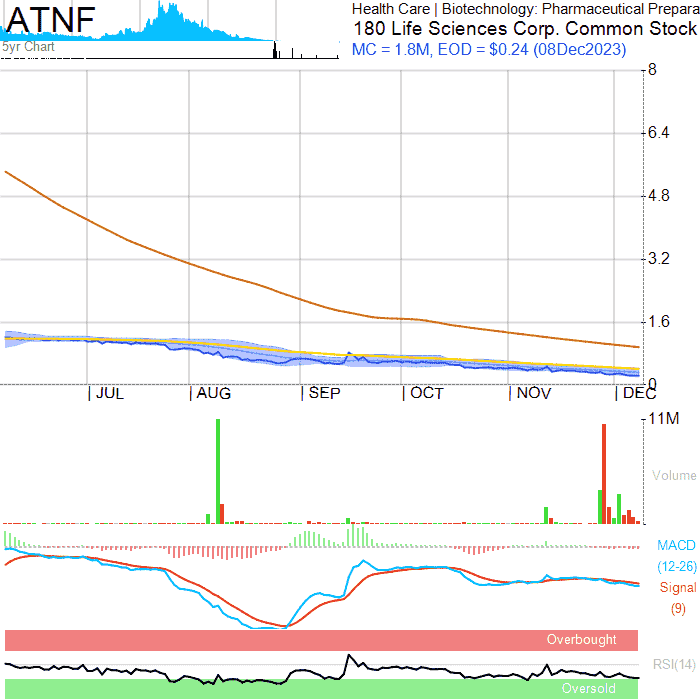 ATNF
5yr Chart
Health Care | Biotechnology: Pharmaceutical Prepara
180 Life Sciences Corp. Common Stock
MC = 1.8M, EOD = $0.24 (08Dec2023)
8
6.4
4.8
3.2
1.6
0
JUL AUG SEP OCT NOV DEC
11M
Volume
MACD
(12-26)
Signal
(9)
Overbought
RSI(14)
Oversold